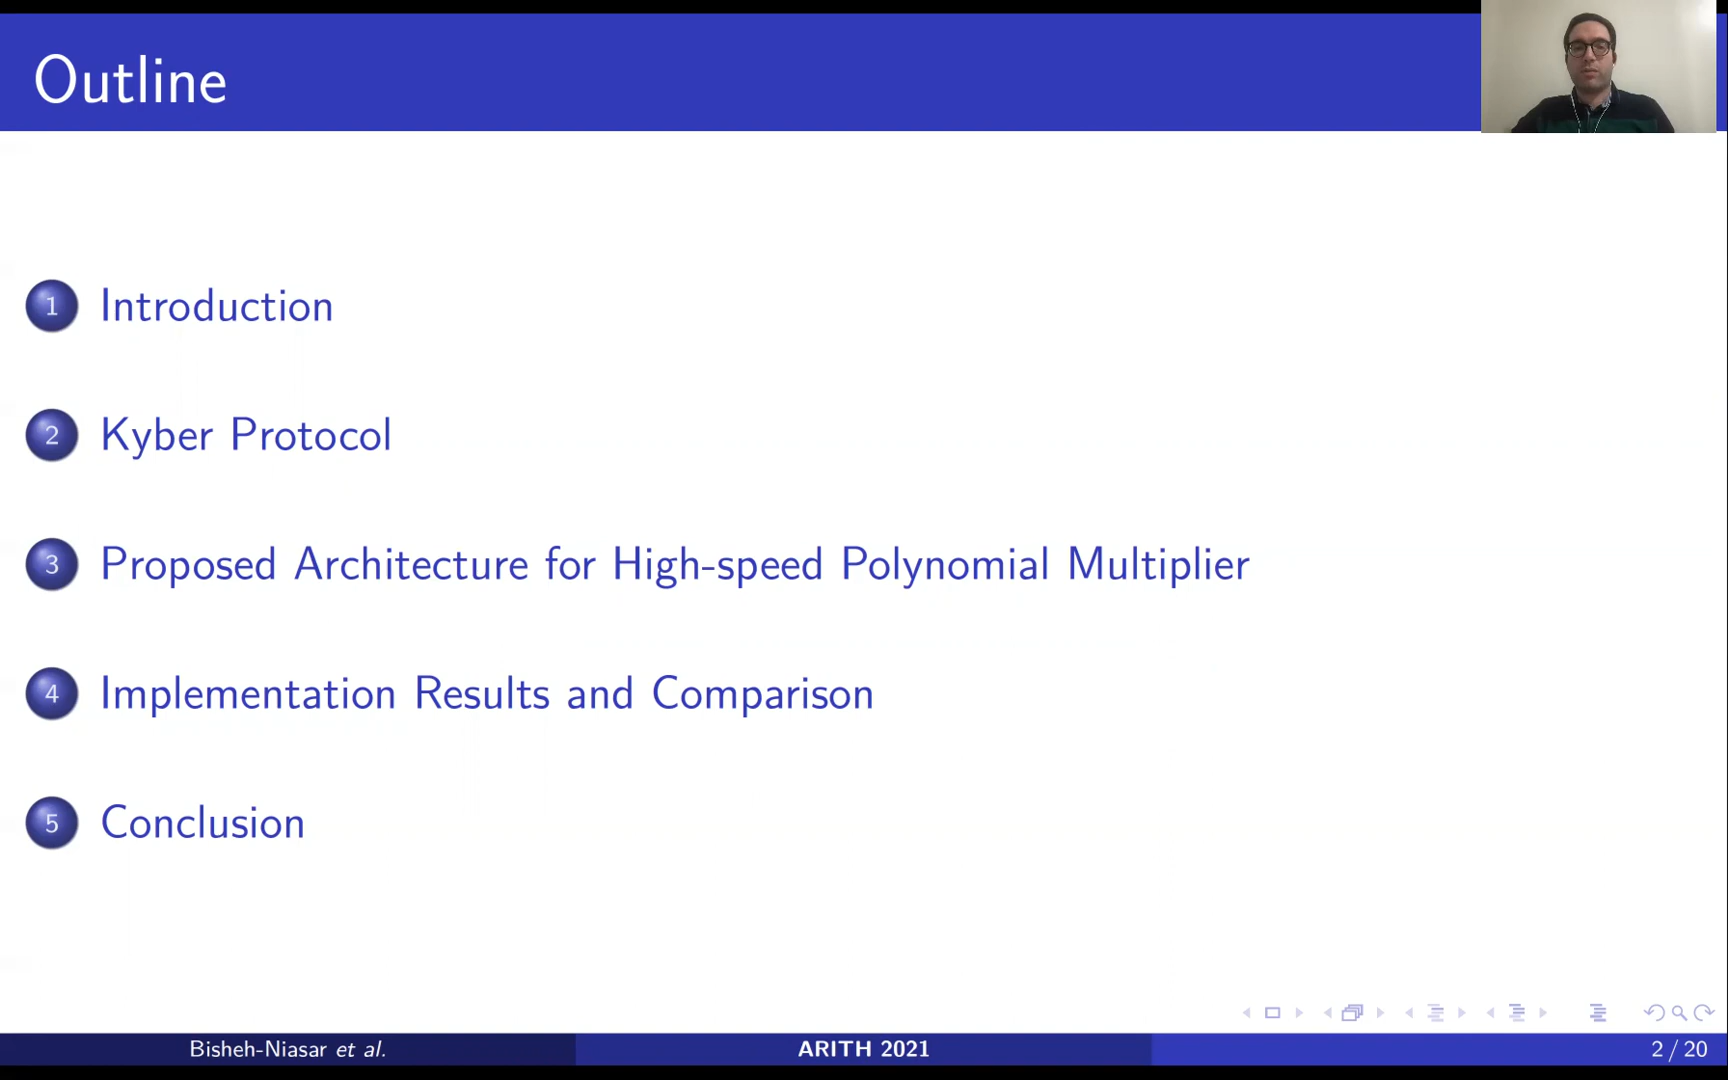 Outline
1 Introduction
2 Kyber Protocol
3 Proposed Architecture for High-speed Polynomial Multiplier
4 Implementation Results and Comparison
5 Conclusion
Bisheh-Niasar et al. ARITH 2021 2 / 20